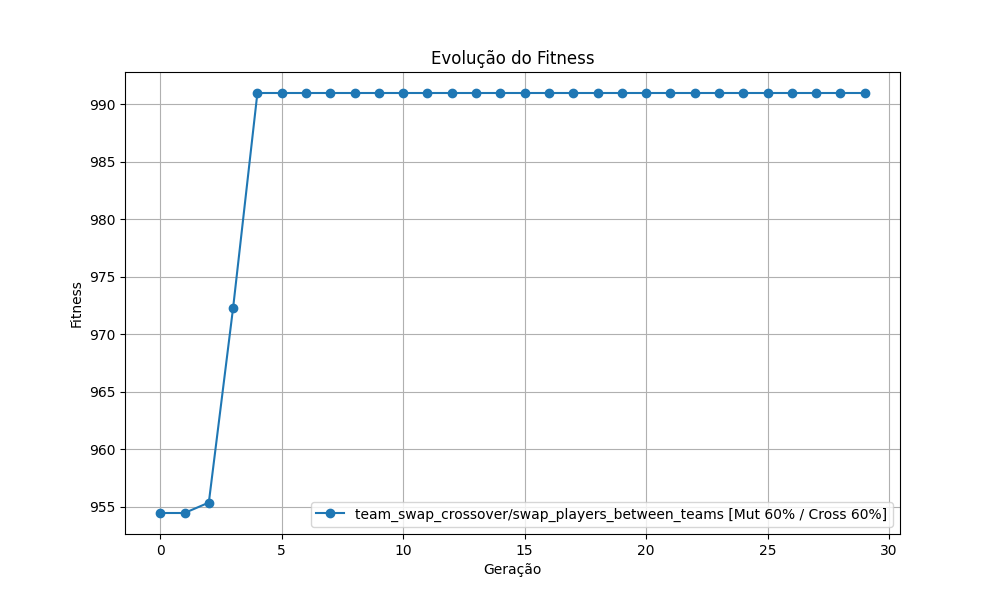 Evolução do Fitness
Fitness
990
985
980
975
970
965
960
955
team_swap_crossover/swap_players_between_teams [Mut 60% / Cross 60%]
0 5 10 15 20 25 30
Geração